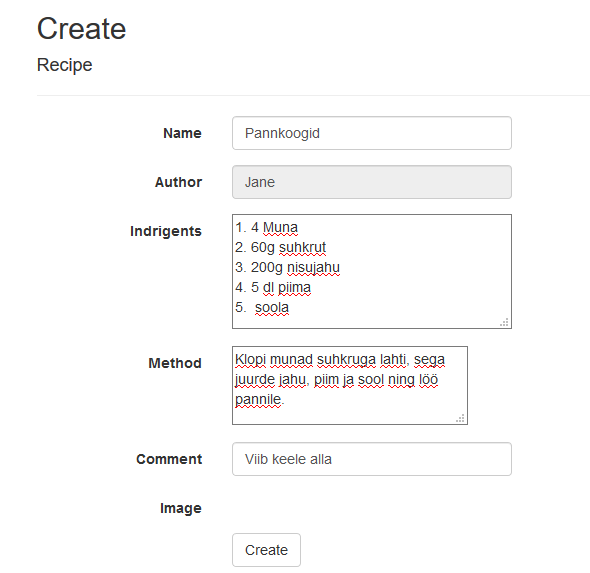 Create
Recipe
Name
Pannkoogid
Author
Jane
Indrigents
1. 4 Muna
2. 60g suhkrut
3. 200g nisujahu
4. 5 dl piima
5.  soola
Method
Klopi munad suhkruga lahti, sega
juurde jahu, piim ja sool ning löö
pannile.
Comment
Viib keele alla
Image
Create